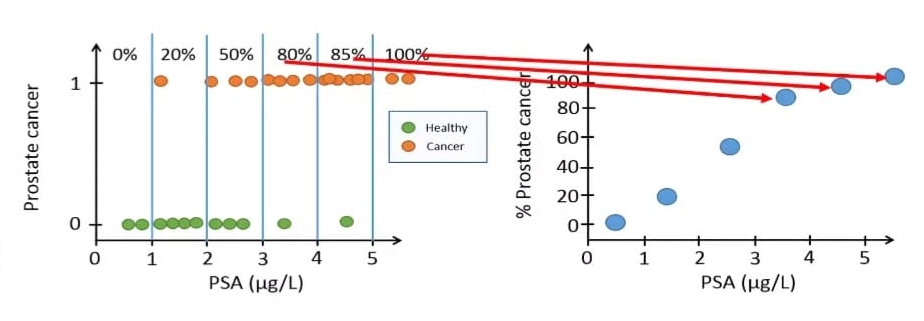 0% 20% 50% 80% 85% 100%
Prostate cancer
1
0
0 1 2 3 4 5
PSA (µg/L)
Healthy
Cancer
% Prostate cancer
100
80
60
40
20
0
0 1 2 3 4 5
PSA (µg/L)